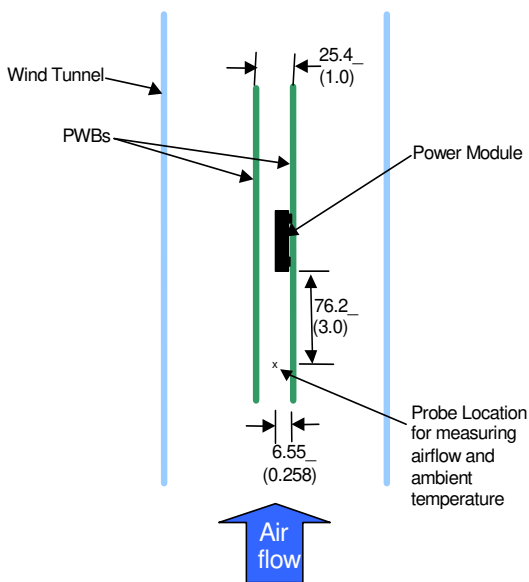 25.4_
(1.0)
Wind Tunnel
PWBs
Power Module
76.2_
(3.0)
x
Probe Location
for measuring
airflow and
ambient
temperature
6.55_
(0.258)
Air
flow